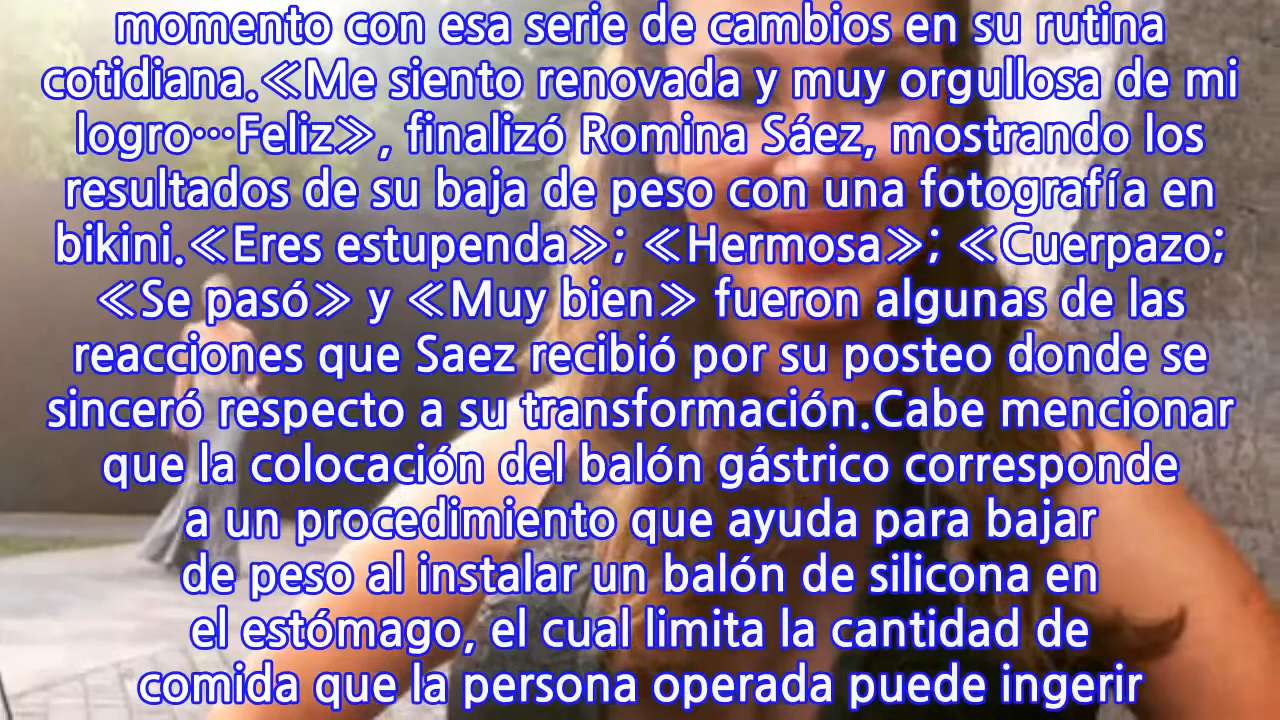 momento con esa serie de cambios en su rutina
cotidiana.≪Me siento renovada y muy orgullosa de mi
logro…Feliz≫, finalizó Romina Sáez, mostrando los
resultados de su baja de peso con una fotografía en
bikini.≪Eres estupenda≫; ≪Hermosa≫; ≪Cuerpazo;
≪Se pasó≫ y ≪Muy bien≫ fueron algunas de las
reacciones que Saez recibió por su posteo donde se
sinceró respecto a su transformación.Cabe mencionar
que la colocación del balón gástrico corresponde
a un procedimiento que ayuda para bajar
de peso al instalar un balón de silicona en
el estómago, el cual limita la cantidad de
comida que la persona operada puede ingerir